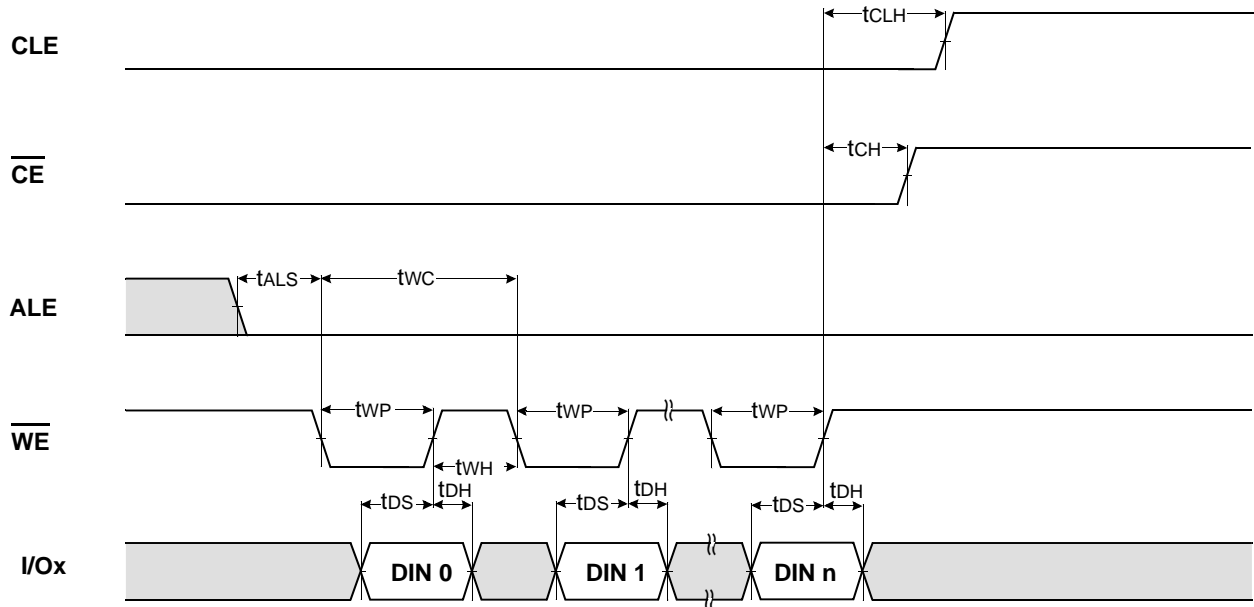 tCLH
CLE
tCH
CE
tALS
tWC
ALE
tWP
tWP
tWP
WE
tWH
tDS
tDH
tDS
tDH
tDS
tDH
I/Ox
DIN 0
DIN 1
DIN n